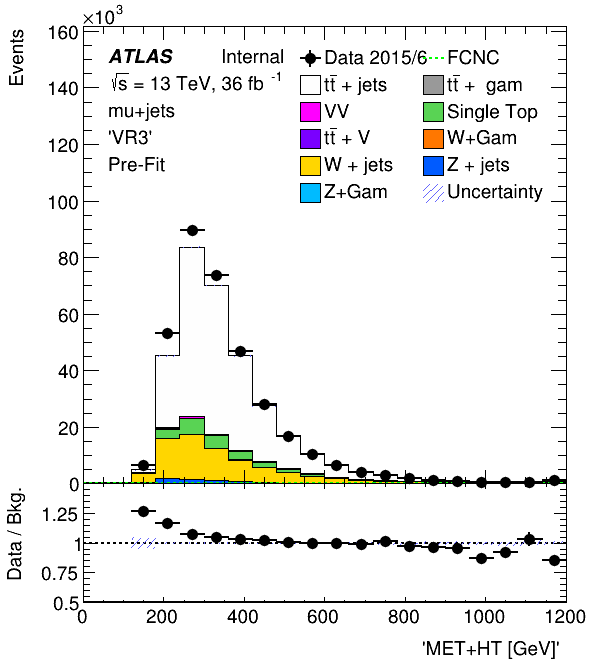 ×10³
Events
160
140
120
100
80
60
40
20
0
ATLAS Internal
√s = 13 TeV, 36 fb⁻¹
mu+jets
'VR3'
Pre-Fit
Data 2015/6 FCNC
tt̄ + jets tt̄ + gam
VV Single Top
tt̄ + V W+Gam
W + jets Z + jets
Z+Gam Uncertainty
Data / Bkg.
1.25
1
0.75
0.5
0 200 400 600 800 1000 1200
'MET+HT [GeV]'